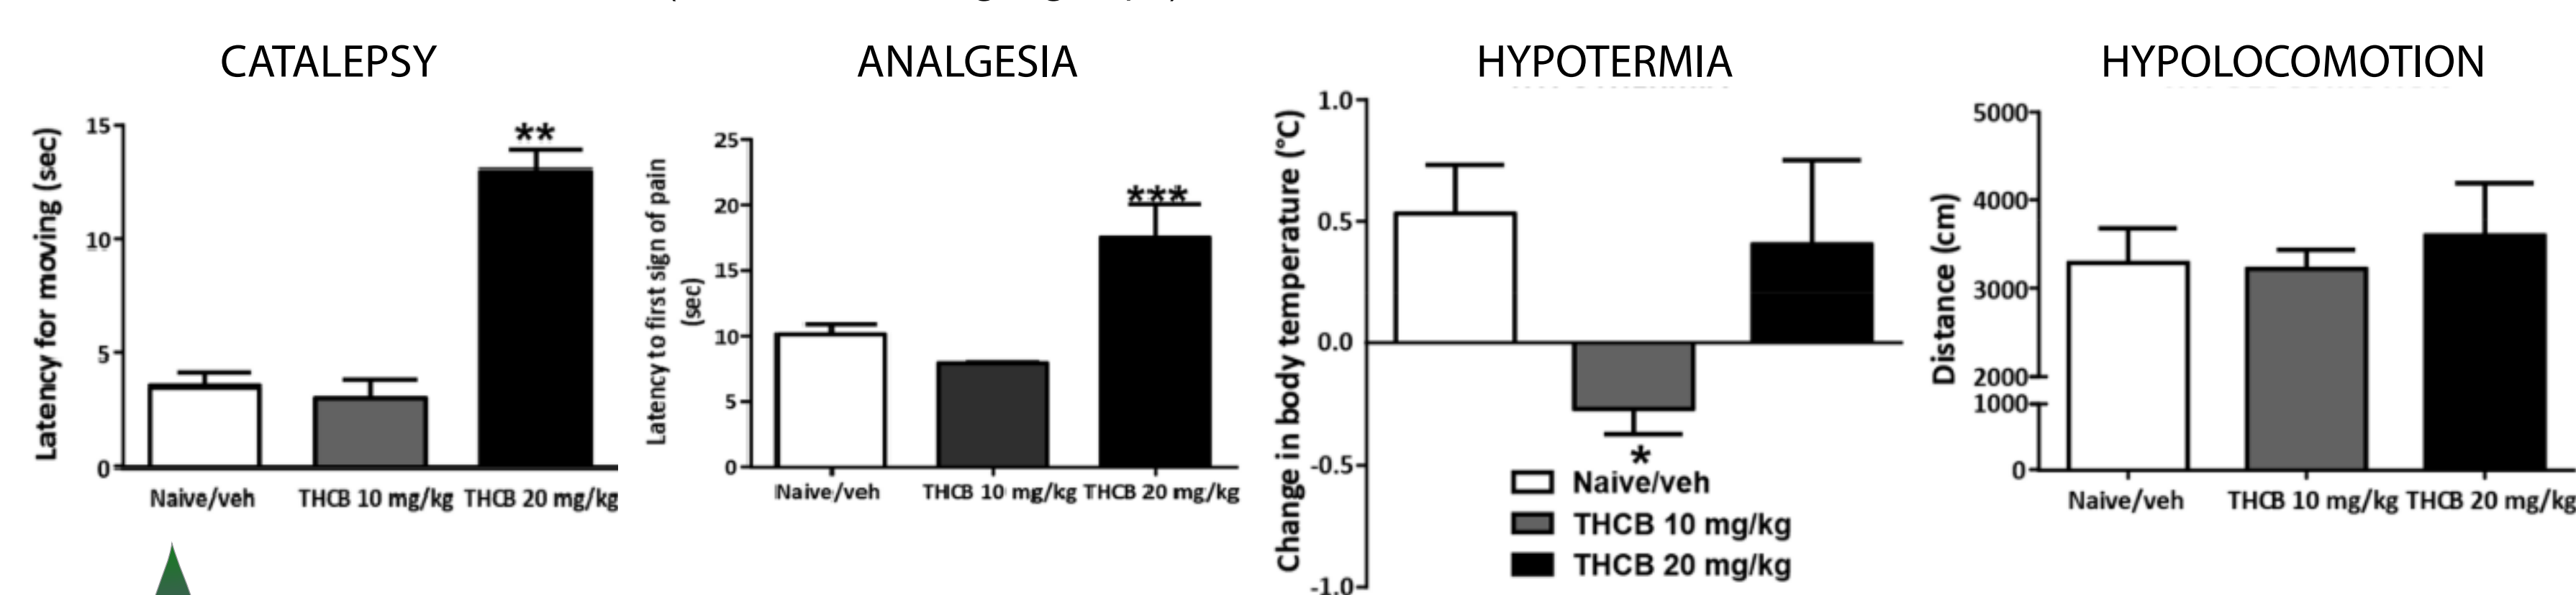 CATALEPSY
Latency for moving (sec)
15
10
5
0
**
Naive/veh
THCB 10 mg/kg
THCB 20 mg/kg
ANALGESIA
Latency to first sign of pain
(sec)
25
20
15
10
5
0
***
Naive/veh
THCB 10 mg/kg
THCB 20 mg/kg
HYPOTERMIA
Change in body temperature (°C)
1.0
0.5
0.0
-0.5
-1.0
*
Naive/veh
THCB 10 mg/kg
THCB 20 mg/kg
HYPOLOCOMOTION
Distance (cm)
5000
4000
3000
2000
1000
0
Naive/veh
THCB 10 mg/kg
THCB 20 mg/kg